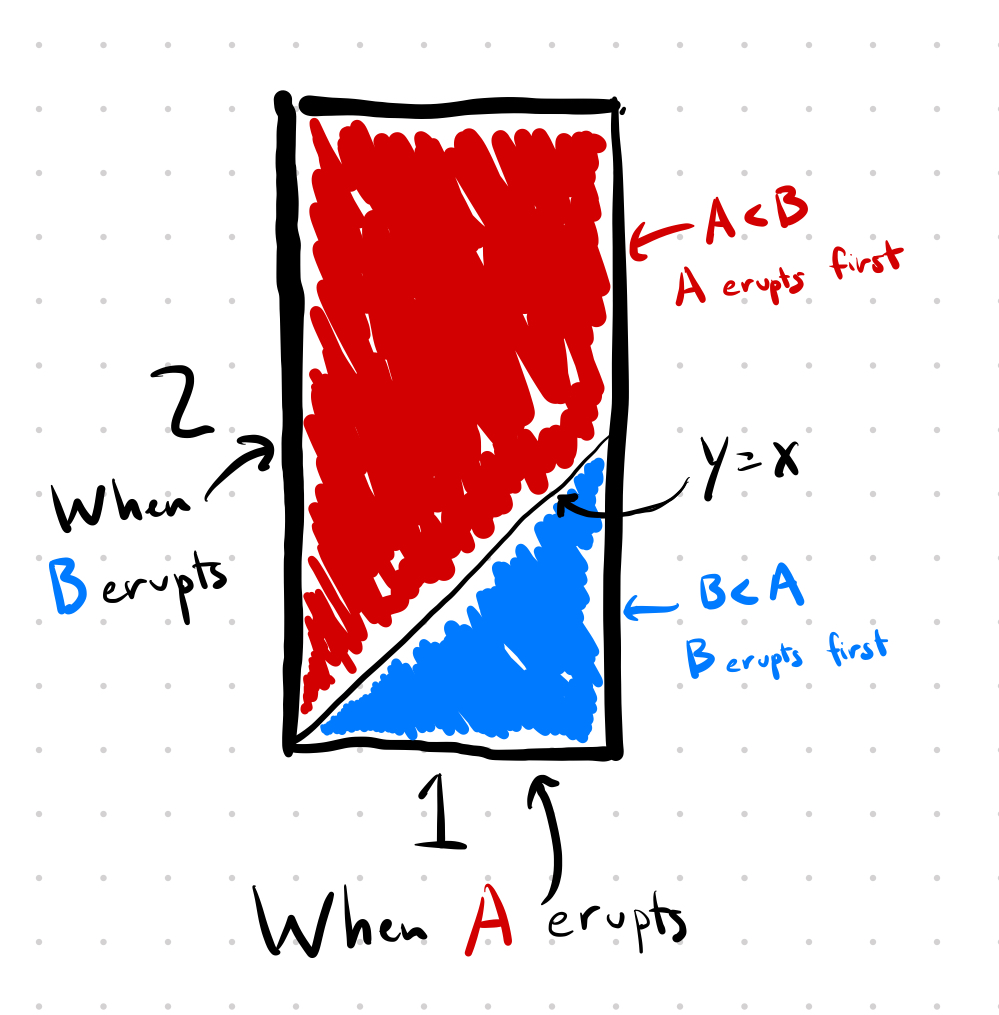 A < B
A erupts first
2
When
B erupts
y = x
B < A
B erupts first
1
When A erupts